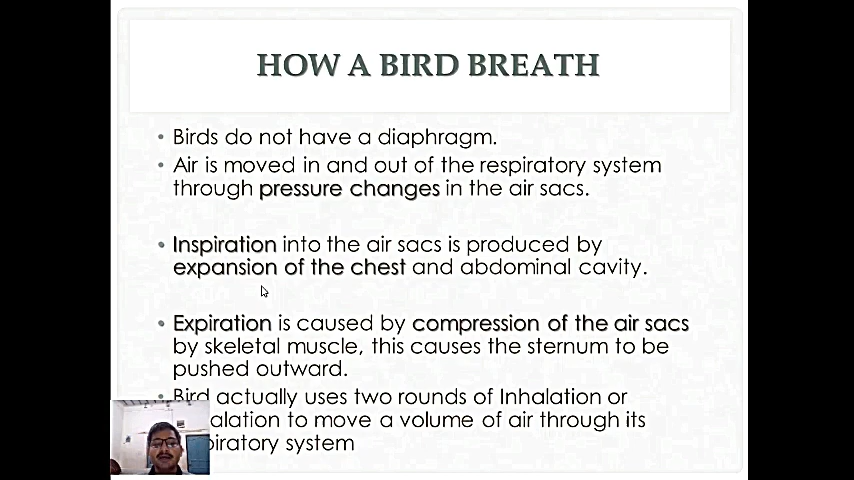 HOW A BIRD BREATH
• Birds do not have a diaphragm.
• Air is moved in and out of the respiratory system
through pressure changes in the air sacs.
• Inspiration into the air sacs is produced by
expansion of the chest and abdominal cavity.
• Expiration is caused by compression of the air sacs
by skeletal muscle, this causes the sternum to be
pushed outward.
• Bird actually uses two rounds of Inhalation or
alation to move a volume of air through its
piratory system